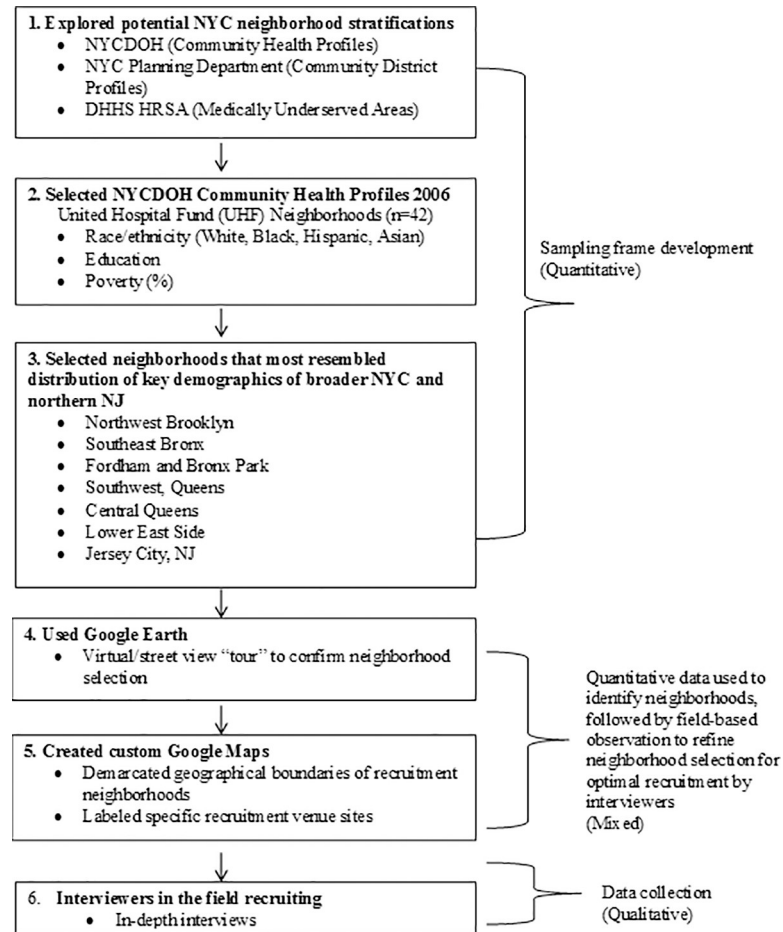 1. Explored potential NYC neighborhood stratifications
• NYCDOH (Community Health Profiles)
• NYC Planning Department (Community District
Profiles)
• DHHS HRSA (Medically Underserved Areas)
2. Selected NYCDOH Community Health Profiles 2006
United Hospital Fund (UHF) Neighborhoods (n=42)
• Race/ethnicity (White, Black, Hispanic, Asian)
• Education
• Poverty (%)
Sampling frame development
(Quantitative)
3. Selected neighborhoods that most resembled
distribution of key demographics of broader NYC and
northern NJ
• Northwest Brooklyn
• Southeast Bronx
• Fordham and Bronx Park
• Southwest, Queens
• Central Queens
• Lower East Side
• Jersey City, NJ
4. Used Google Earth
• Virtual/street view “tour” to confirm neighborhood
selection
5. Created custom Google Maps
• Demarcated geographical boundaries of recruitment
neighborhoods
• Labeled specific recruitment venue sites
Quantitative data used to
identify neighborhoods,
followed by field-based
observation to refine
neighborhood selection for
optimal recruitment by
interviewers
(Mixed)
6. Interviewers in the field recruiting
• In-depth interviews
Data collection
(Qualitative)